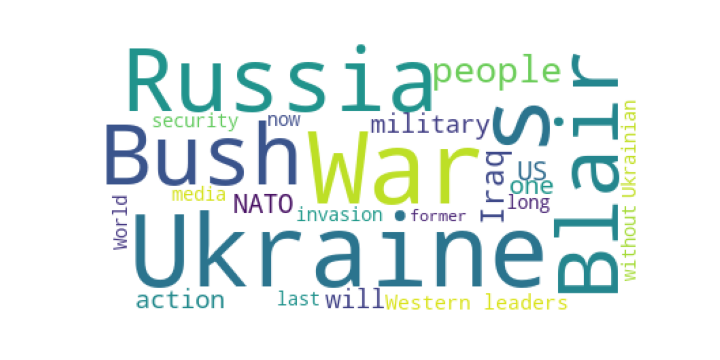 Russia
people
Blair
security
now
military
s
Ukrainian
Bush
War
Iraq
US
one
media
NATO
invasion
former
long
World
Ukraine
without
action
last
will
Western leaders